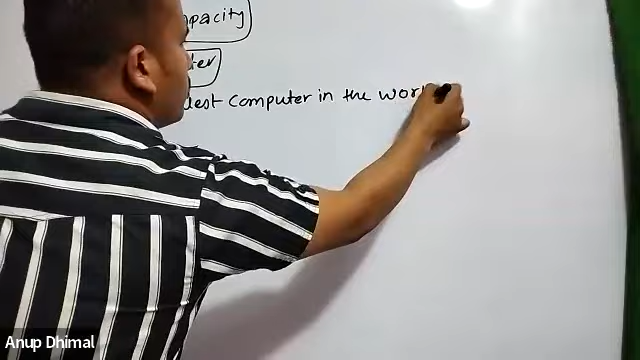 pacity
ter
dest computer in the wor
Anup Dhimal